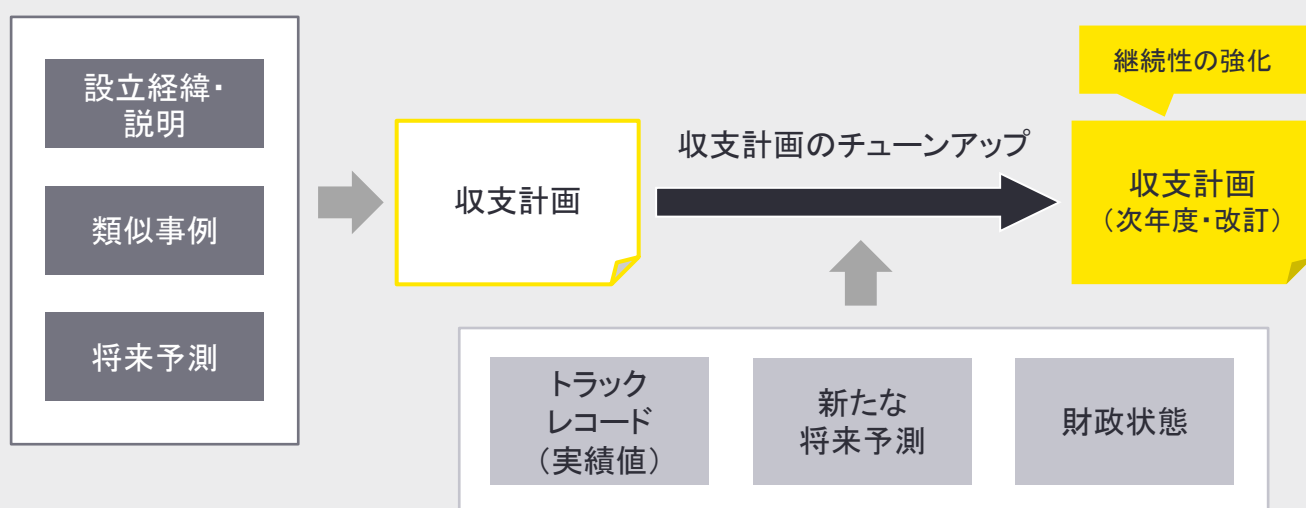 設立経緯・
説明
類似事例
将来予測
収支計画
収支計画のチューンアップ
継続性の強化
収支計画
（次年度・改訂）
トラック
レコード
（実績値）
新たな
将来予測
財政状態